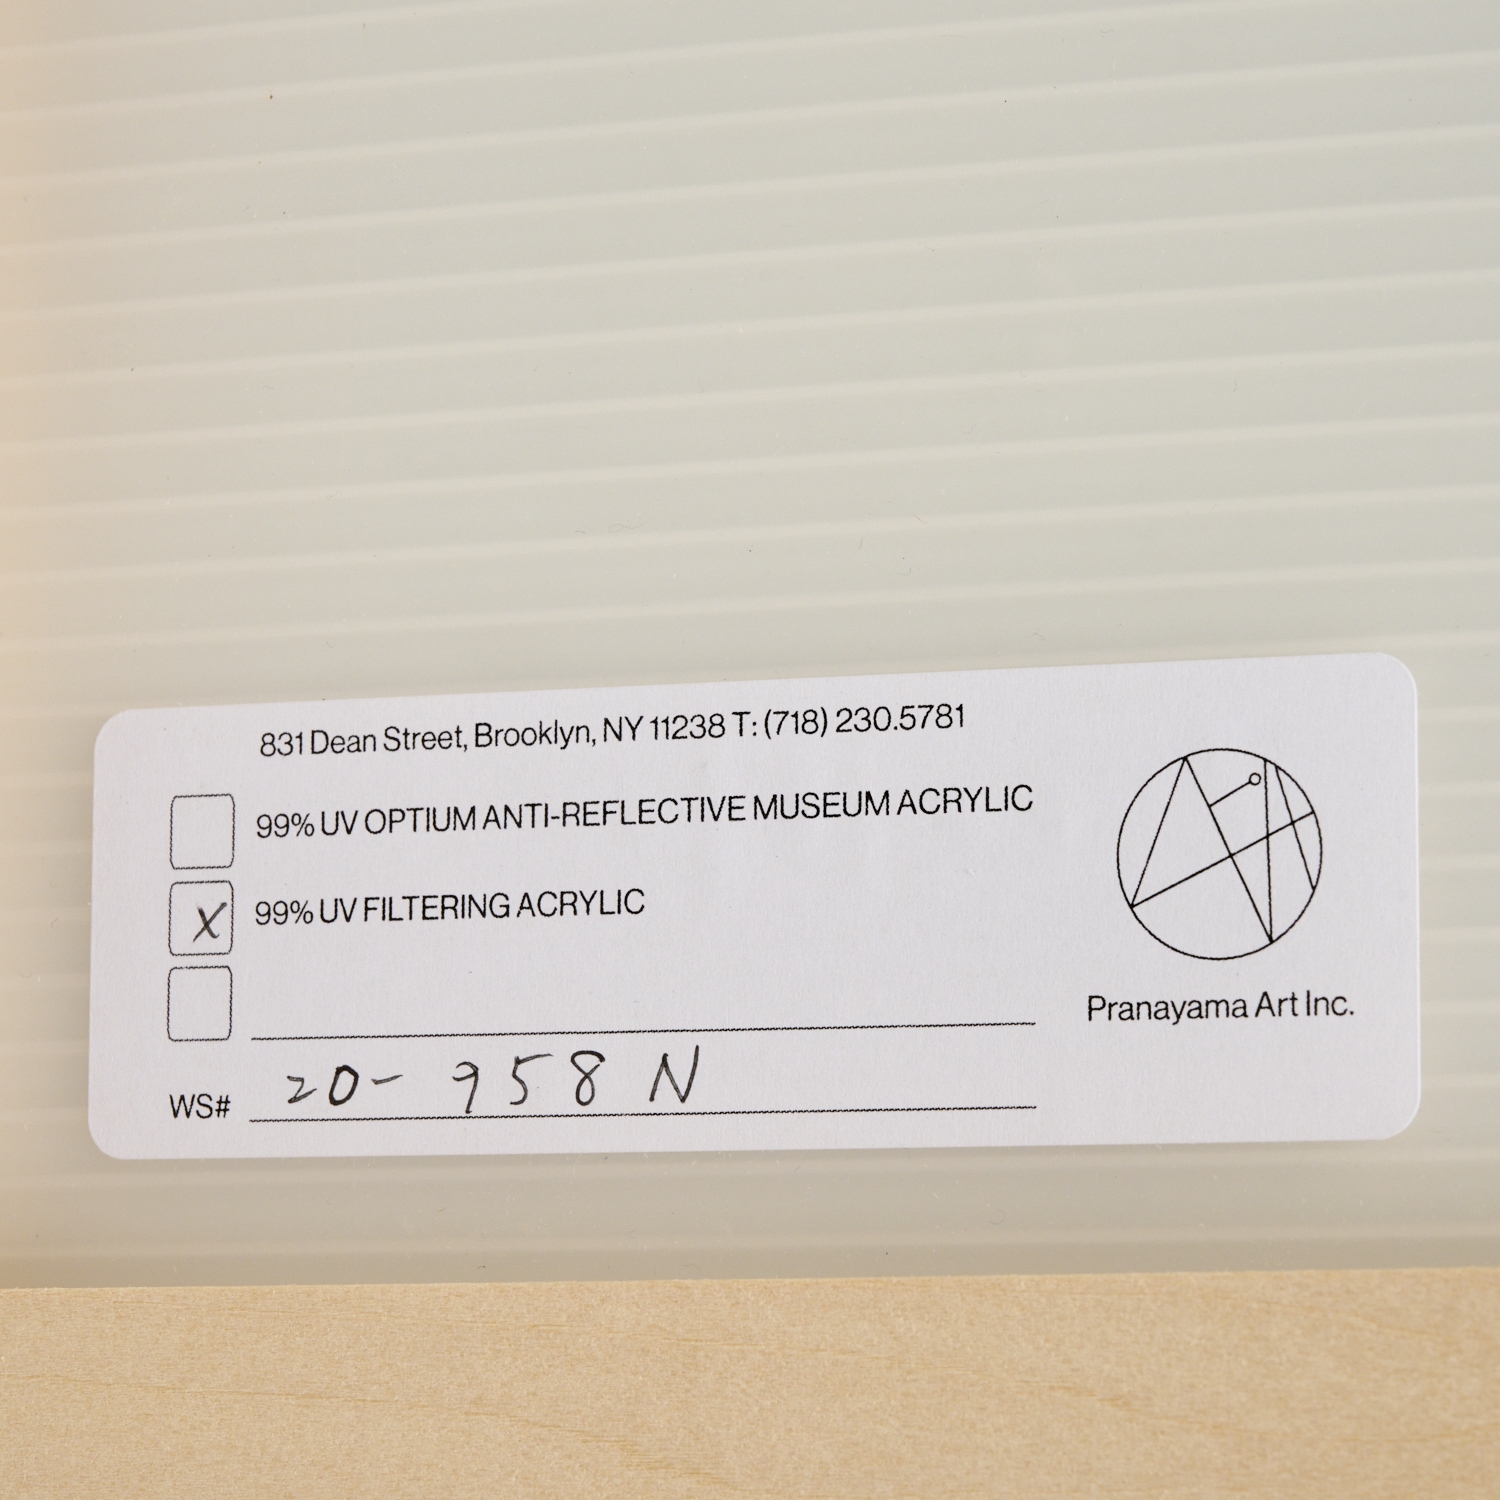 831 Dean Street, Brooklyn, NY 11238 T: (718) 230.5781
99% UV OPTIUM ANTI-REFLECTIVE MUSEUM ACRYLIC
X 99% UV FILTERING ACRYLIC
Pranayama Art Inc.
WS# 20-958 N